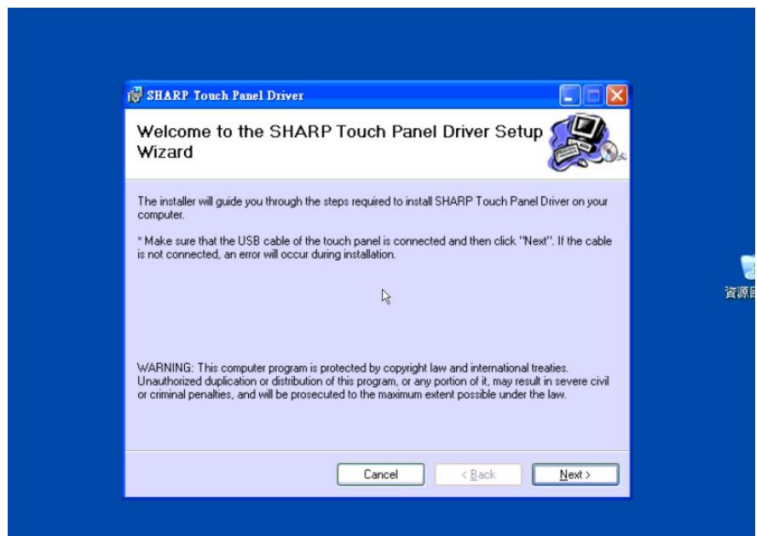 SHARP Touch Panel Driver
Welcome to the SHARP Touch Panel Driver Setup
Wizard
The installer will guide you through the steps required to install SHARP Touch Panel Driver on your
computer.
* Make sure that the USB cable of the touch panel is connected and then click "Next". If the cable
is not connected, an error will occur during installation.
WARNING: This computer program is protected by copyright law and international treaties.
Unauthorized duplication or distribution of this program, or any portion of it, may result in severe civil
or criminal penalties, and will be prosecuted to the maximum extent possible under the law.
Cancel
< Back
Next >
資源